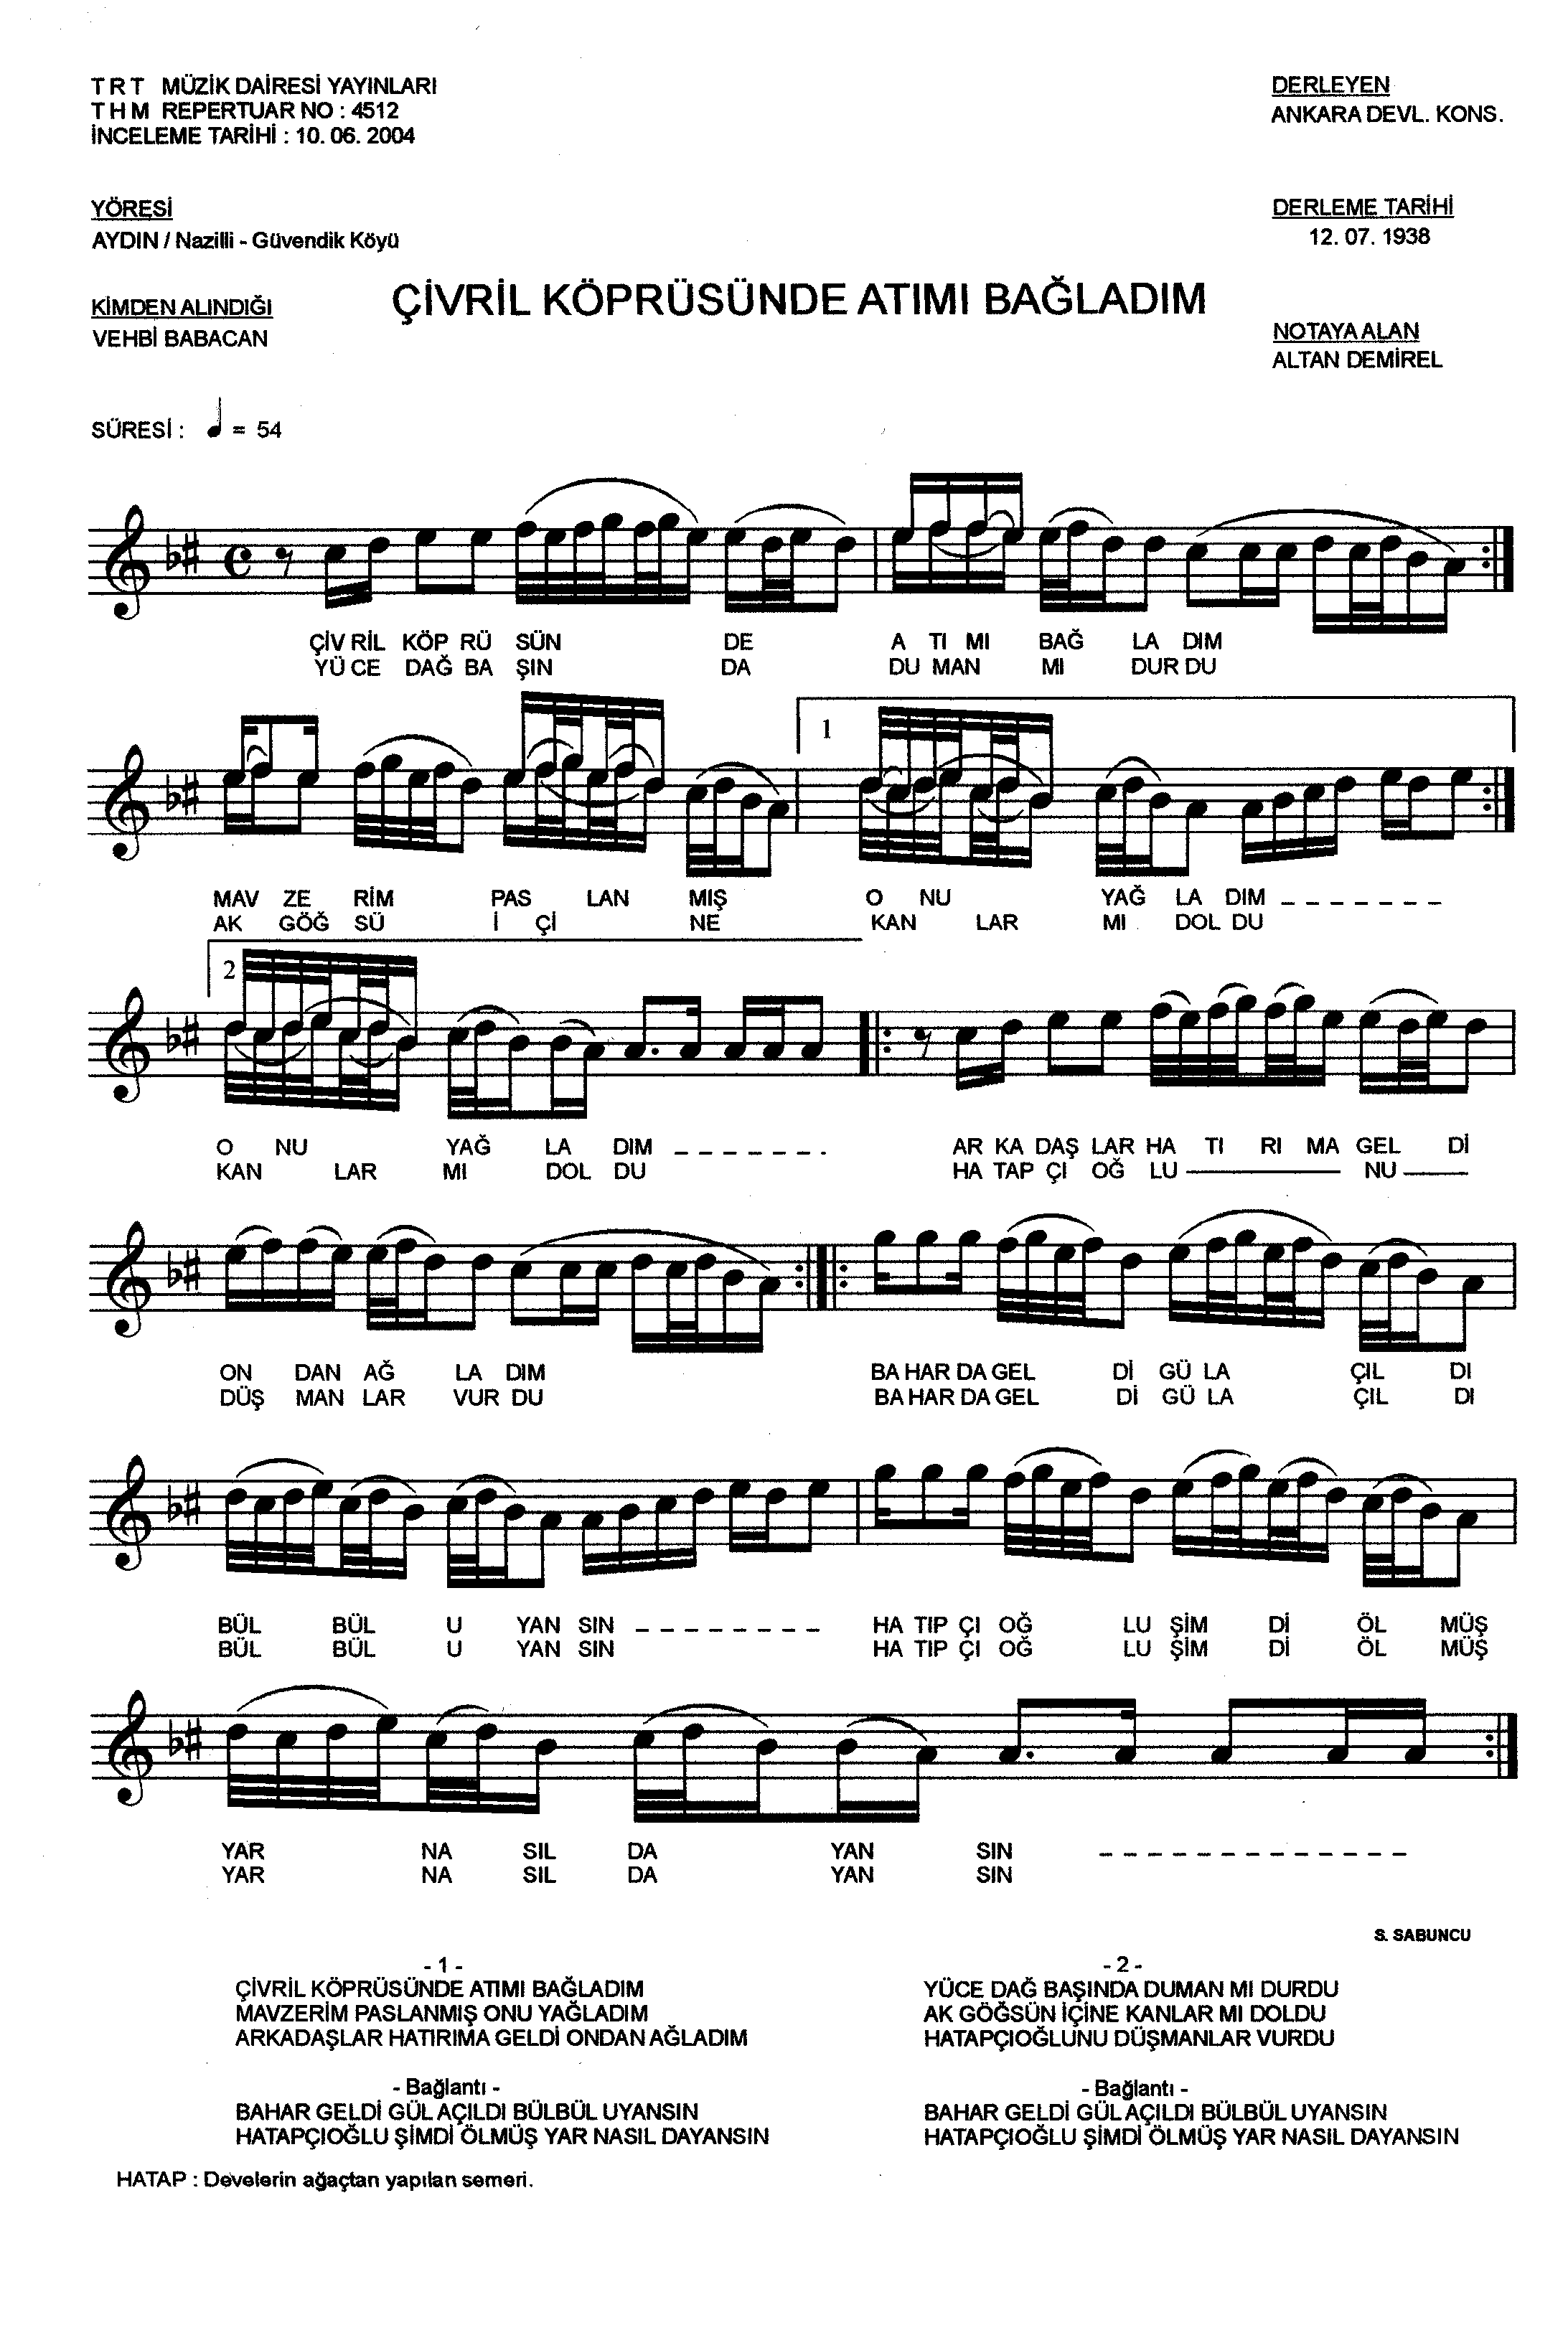 T R T MÜZİK DAİRESİ YAYINLARI
T H M REPERTUAR NO : 4512
İNCELEME TARİHİ : 10. 06. 2004
DERLEYEN
ANKARA DEVL. KONS.
YÖRESİ
AYDIN / Nazilli - Güvendik Köyü
DERLEME TARİHİ
12. 07. 1938
KİMDEN ALINDIĞI
VEHBİ BABACAN
ÇİVRİL KÖPRÜSÜNDE ATIMI BAĞLADIM
NOTAYA ALAN
ALTAN DEMİREL
SÜRESİ : = 54
ÇİV RİL KÖP RÜ SÜN DE A TI MI BAĞ LA DIM
YÜ CE DAĞ BA ŞIN DA DU MAN MI DUR DU
1
MAV ZE RİM PAS LAN MIŞ O NU YAĞ LA DIM _ _ _ _ _ _ _
AK GÖĞ SÜ İ Çİ NE KAN LAR MI DOL DU
2
O NU YAĞ LA DIM _ _ _ _ _ _ . AR KA DAŞ LAR HA TI RI MA GEL Dİ
KAN LAR MI DOL DU HA TAP ÇI OĞ LU NU
ON DAN AĞ LA DIM BA HAR DA GEL Dİ GÜ LA ÇIL DI
DÜŞ MAN LAR VUR DU BA HAR DA GEL Dİ GÜ LA ÇIL DI
BÜL BÜL U YAN SIN _ _ _ _ _ _ _ _ HA TIP ÇI OĞ LU ŞİM Dİ ÖL MÜŞ
BÜL BÜL U YAN SIN HA TIP ÇI OĞ LU ŞİM Dİ ÖL MÜŞ
YAR NA SIL DA YAN SIN _ _ _ _ _ _ _ _ _ _ _ _ _
YAR NA SIL DA YAN SIN
S. SABUNCU
- 1 -
ÇİVRİL KÖPRÜSÜNDE ATIMI BAĞLADIM
MAVZERİM PASLANMIŞ ONU YAĞLADIM
ARKADAŞLAR HATIRIMA GELDİ ONDAN AĞLADIM
- Bağlantı -
BAHAR GELDİ GÜL AÇILDI BÜLBÜL UYANSIN
HATAPÇIOĞLU ŞİMDİ ÖLMÜŞ YAR NASIL DAYANSIN
- 2 -
YÜCE DAĞ BAŞINDA DUMAN MI DURDU
AK GÖĞSÜN İÇİNE KANLAR MI DOLDU
HATAPÇIOĞLUNU DÜŞMANLAR VURDU
- Bağlantı -
BAHAR GELDİ GÜL AÇILDI BÜLBÜL UYANSIN
HATAPÇIOĞLU ŞİMDİ ÖLMÜŞ YAR NASIL DAYANSIN
HATAP : Develerin ağaçtan yapılan semeri.